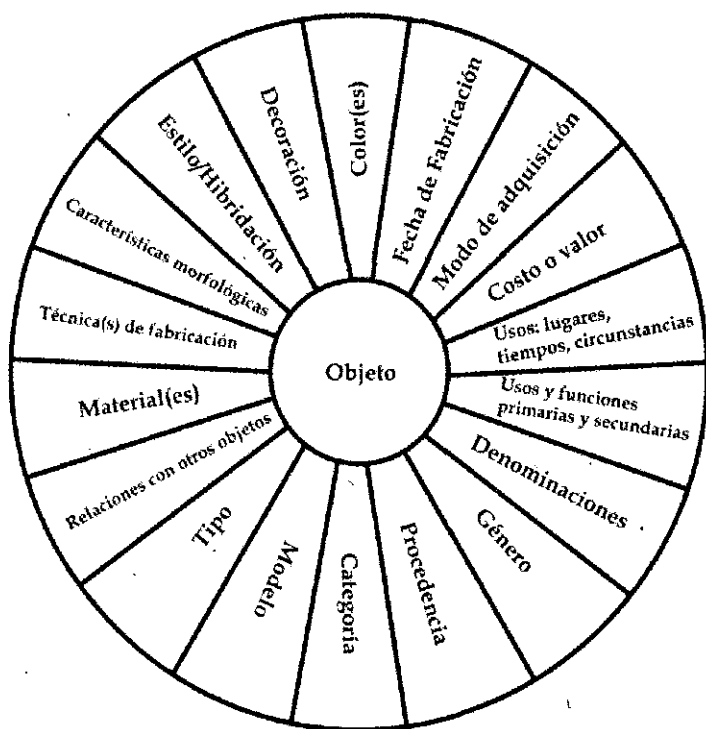 Color(es)
Fecha de Fabricación
Modo de adquisición
Costo o valor
Usos: lugares,
tiempos, circunstancias
Usos y funciones
primarias y secundarias
Denominaciones
Género
Procedencia
Categoría
Modelo
Tipo
Relaciones con otros objetos
Material(es)
Técnica(s) de fabricación
Características morfológicas
Estilo/Hibridación
Decoración
Objeto